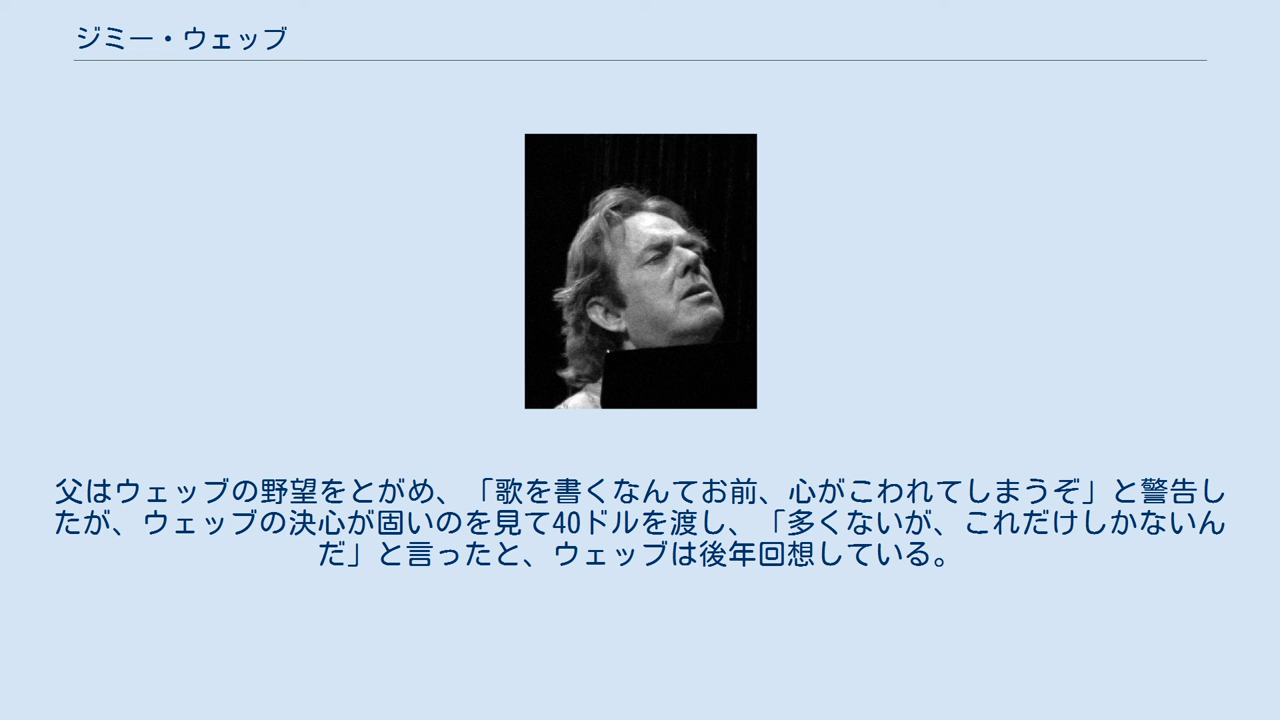 ジミー・ウェッブ
父はウェッブの野望をとがめ、「歌を書くなんてお前、心がこわれてしまうぞ」と警告し
たが、ウェッブの決心が固いのを見て40ドルを渡し、「多くないが、これだけしかないん
だ」と言ったと、ウェッブは後年回想している。